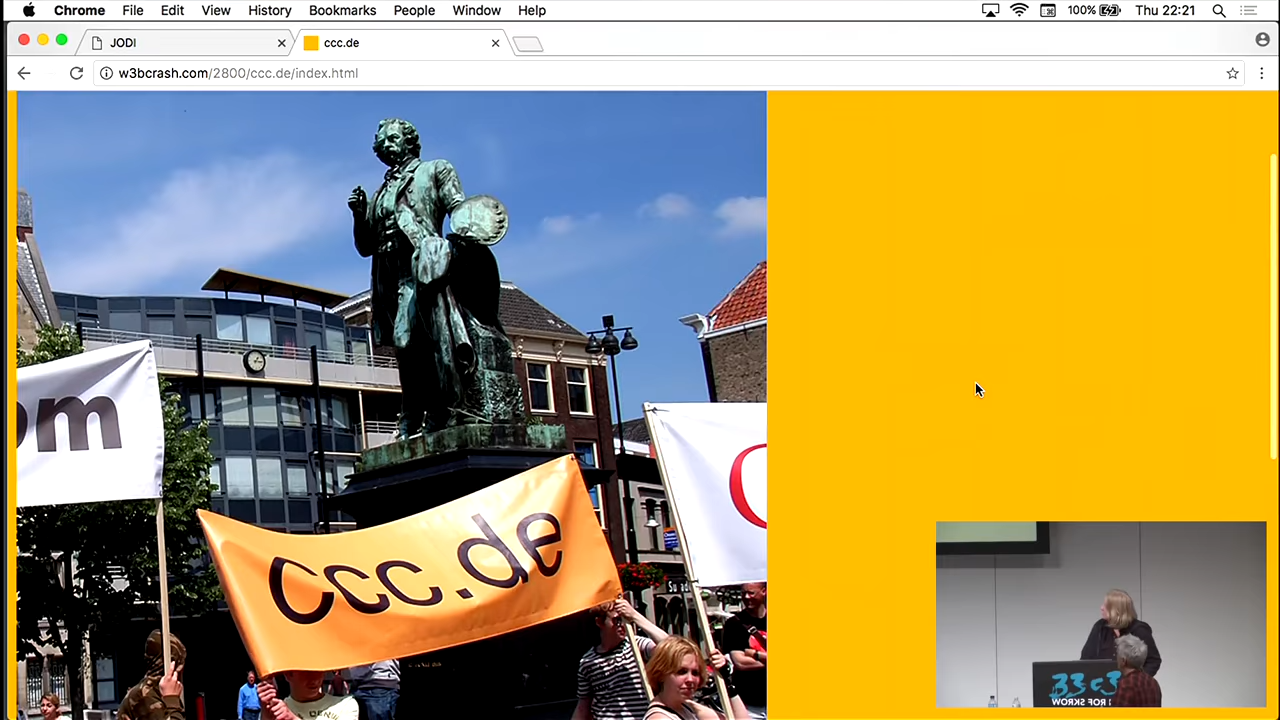 Chrome File Edit View History Bookmarks People Window Help 100% Thu 22:21
JODI ccc.de
w3bcrash.com/2800/ccc.de/index.html
om
ccc.de
33c3
WORKS FOR